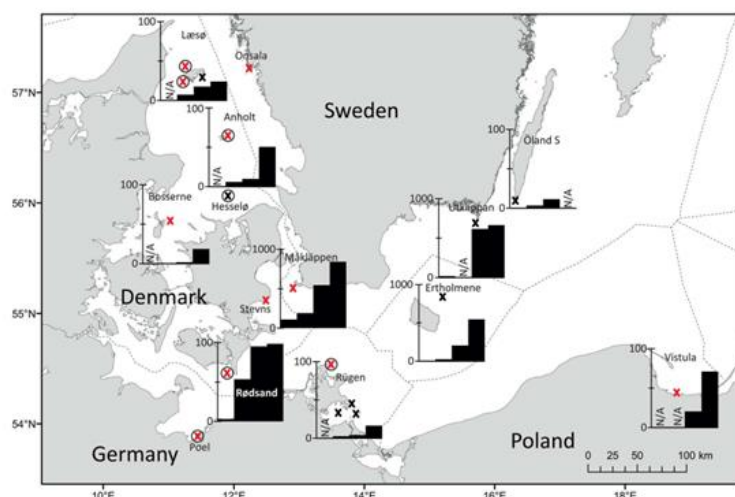 100
Læsø
0
N/A
Onsala
57°N
Sweden
100
Anholt
0
Hesselø
100
Öland S
0
N/A
56°N
100
Bosserne
0
N/A
1000
Utklippan
0
N/A
1000
Måkläppen
0
Stevns
1000
Ertholmene
0
55°N
Denmark
100
Rødsand
0
100
Rügen
0
N/A
100
Vistula
0
N/A
N/A
54°N
Germany
Poel
Poland
0 25 50 100 km
10°E
12°E
14°E
16°E
18°E